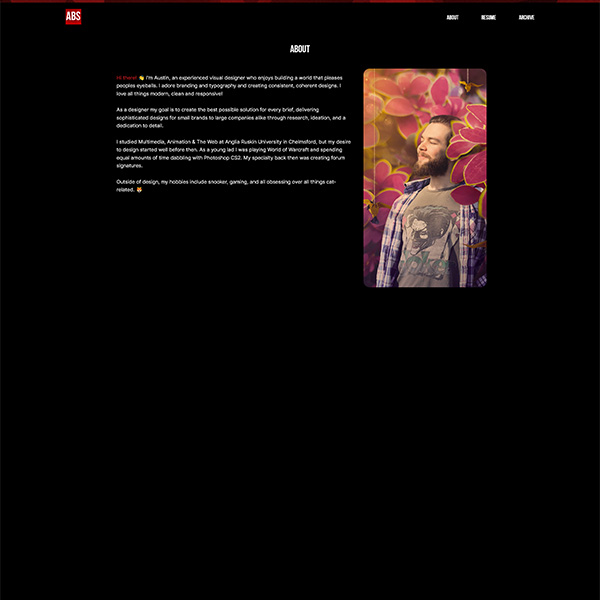 ABS
ABOUT RESUME ARCHIVE
ABOUT
Hi there! 👋 I'm Austin, an experienced visual designer who enjoys building a world that pleases
peoples eyeballs. I adore branding and typography and creating consistent, coherent designs. I
love all things modern, clean and responsive!
As a designer my goal is to create the best possible solution for every brief, delivering
sophisticated designs for small brands to large companies alike through research, ideation, and a
dedication to detail.
I studied Multimedia, Animation & The Web at Anglia Ruskin University in Chelmsford, but my desire
to design started well before then. As a young lad I was playing World of Warcraft and spending
equal amounts of time dabbling with Photoshop CS2. My specialty back then was creating forum
signatures.
Outside of design, my hobbies include snooker, gaming, and all obsessing over all things cat-
related. 😸